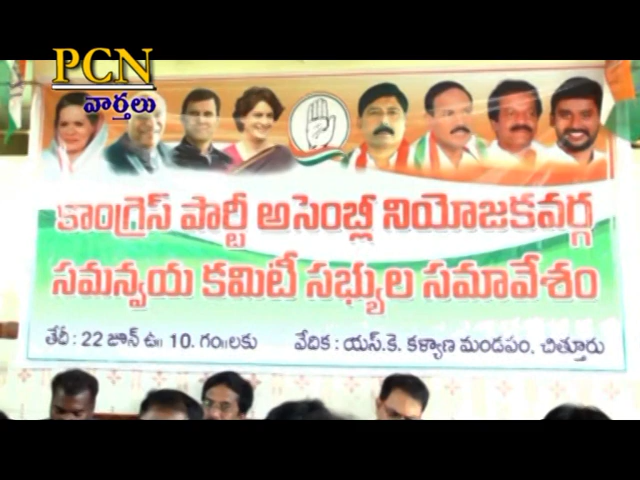 PCN
వార్తలు
కాంగ్రెస్ పార్టీ అసెంబ్లీ నియోజకవర్గ
సమన్వయ కమిటీ సభ్యుల సమావేశం
తేదీ : 22 జూన్ ఉ॥ 10. గం॥లకు వేదిక : యస్.కె. కళ్యాణ మండపం, చిత్తూరు